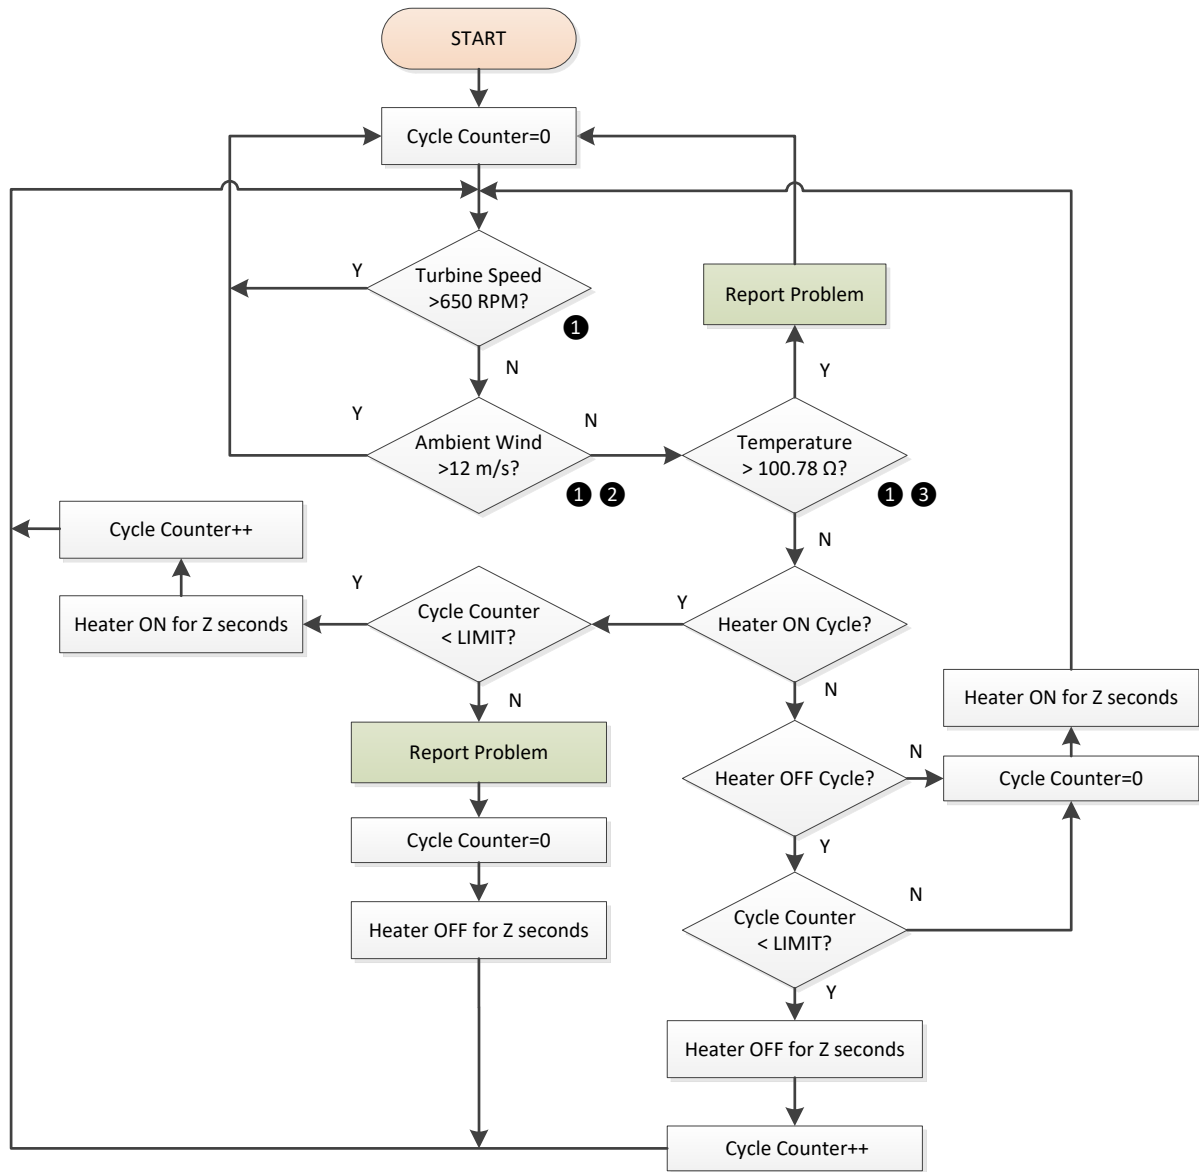 START
Cycle Counter=0
Y
Turbine Speed
>650 RPM?
❶
N
Report Problem
Y
Y
Ambient Wind
>12 m/s?
❶ ❷
N
Temperature
> 100.78 Ω?
❶ ❸
N
Cycle Counter++
Heater ON for Z seconds
Y
Cycle Counter
< LIMIT?
Y
Heater ON Cycle?
N
N
Heater ON for Z seconds
Report Problem
Heater OFF Cycle?
N
Cycle Counter=0
Cycle Counter=0
Y
Heater OFF for Z seconds
Cycle Counter
< LIMIT?
N
Y
Heater OFF for Z seconds
Cycle Counter++